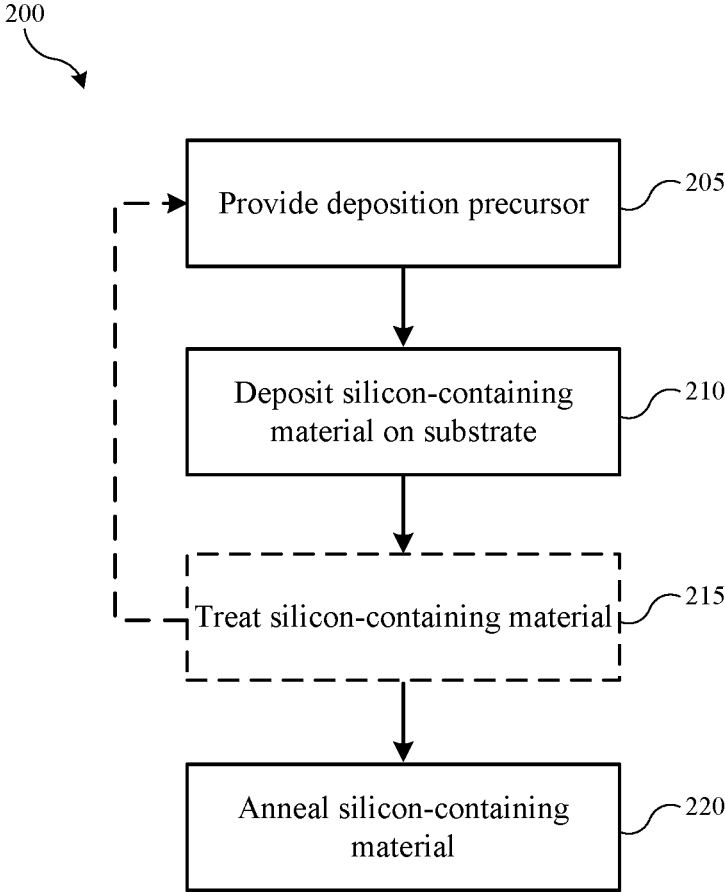 200
Provide deposition precursor
205
Deposit silicon-containing
material on substrate
210
Treat silicon-containing material
215
Anneal silicon-containing
material
220